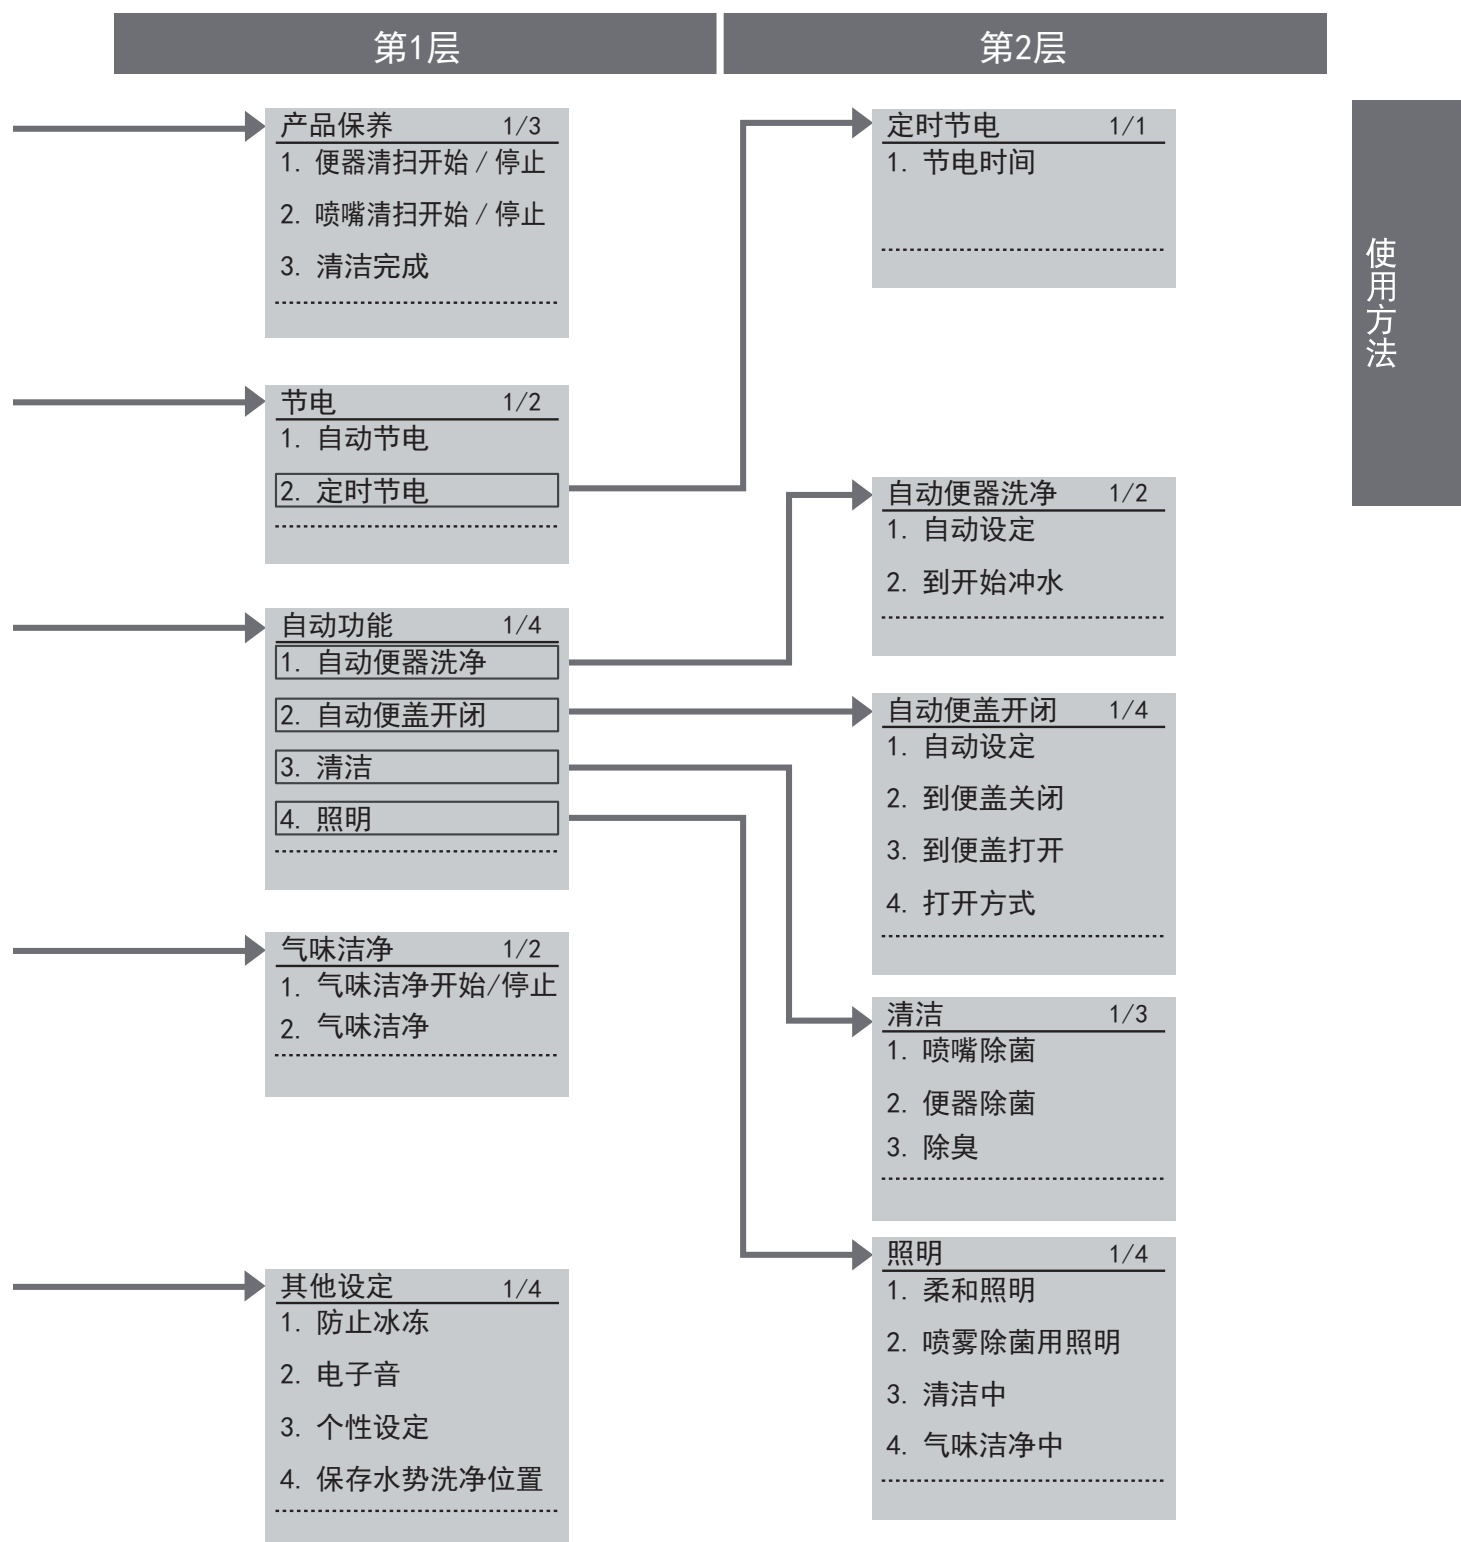 第1层
第2层
使用方法
产品保养 1/3
1. 便器清扫开始/停止
2. 喷嘴清扫开始/停止
3. 清洁完成
节电 1/2
1. 自动节电
2. 定时节电
自动功能 1/4
1. 自动便器洗净
2. 自动便盖开闭
3. 清洁
4. 照明
气味洁净 1/2
1. 气味洁净开始/停止
2. 气味洁净
其他设定 1/4
1. 防止冰冻
2. 电子音
3. 个性设定
4. 保存水势洗净位置
定时节电 1/1
1. 节电时间
自动便器洗净 1/2
1. 自动设定
2. 到开始冲水
自动便盖开闭 1/4
1. 自动设定
2. 到便盖关闭
3. 到便盖打开
4. 打开方式
清洁 1/3
1. 喷嘴除菌
2. 便器除菌
3. 除臭
照明 1/4
1. 柔和照明
2. 喷雾除菌用照明
3. 清洁中
4. 气味洁净中